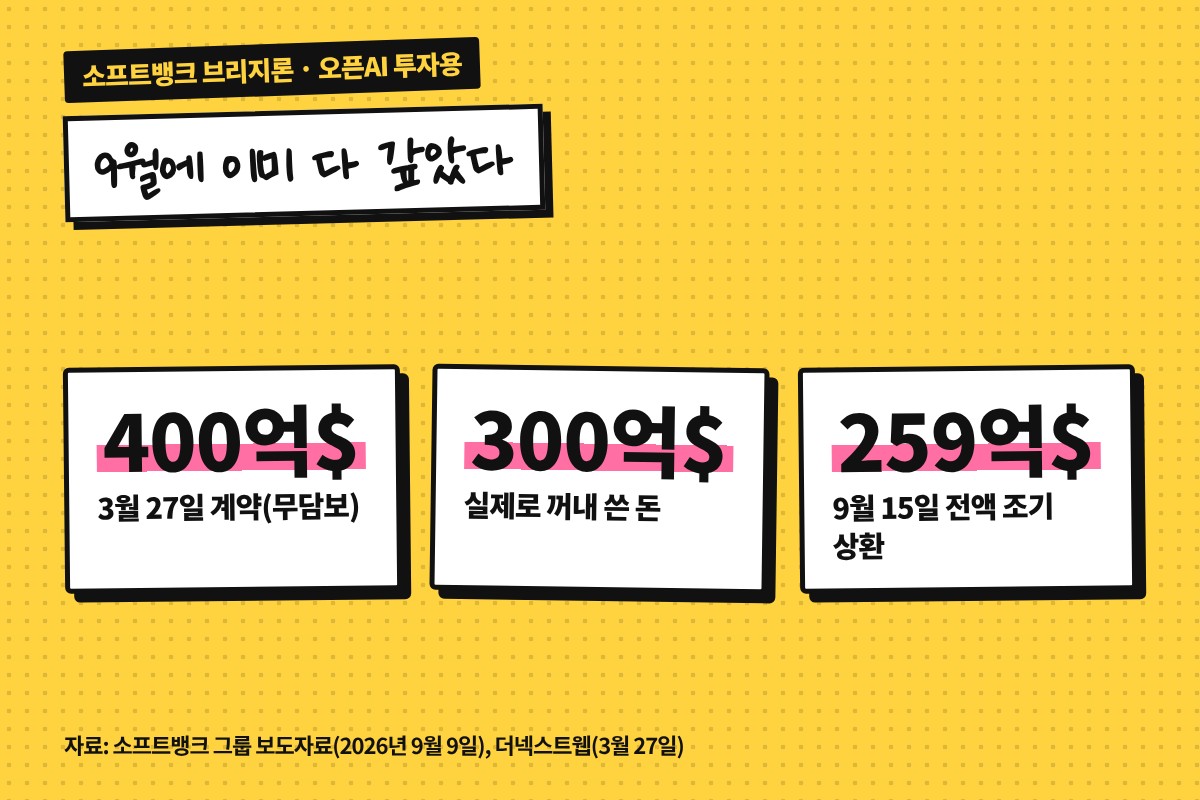 소프트뱅크 브리지론 · 오픈AI 투자용
9월에 이미 다 갚았다
400억$
3월 27일 계약(무담보)
300억$
실제로 꺼내 쓴 돈
259억$
9월 15일 전액 조기
상환
자료: 소프트뱅크 그룹 보도자료(2026년 9월 9일), 더넥스트웹(3월 27일)